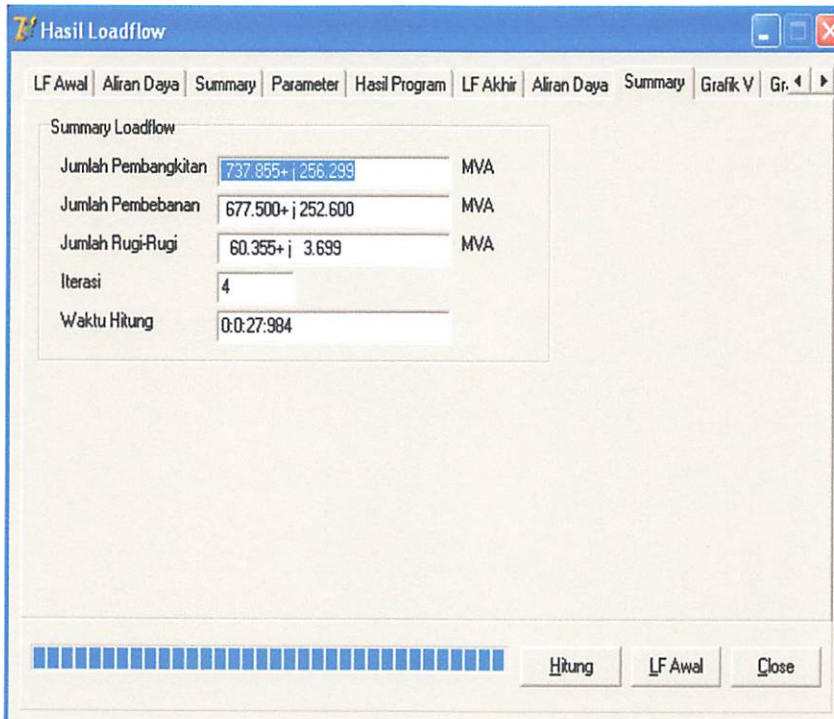 Hasil Loadflow
LF Awal Aliran Daya Summary Parameter Hasil Program LF Akhir Aliran Daya Summary Grafik V Gr.
Summary Loadflow
Jumlah Pembangkitan 737.855+ j 256.299 MVA
Jumlah Pembebanan 677.500+ j 252.600 MVA
Jumlah Rugi-Rugi 60.355+ j 3.699 MVA
Iterasi 4
Waktu Hitung 0:0:27:984
Hitung LF Awal Close